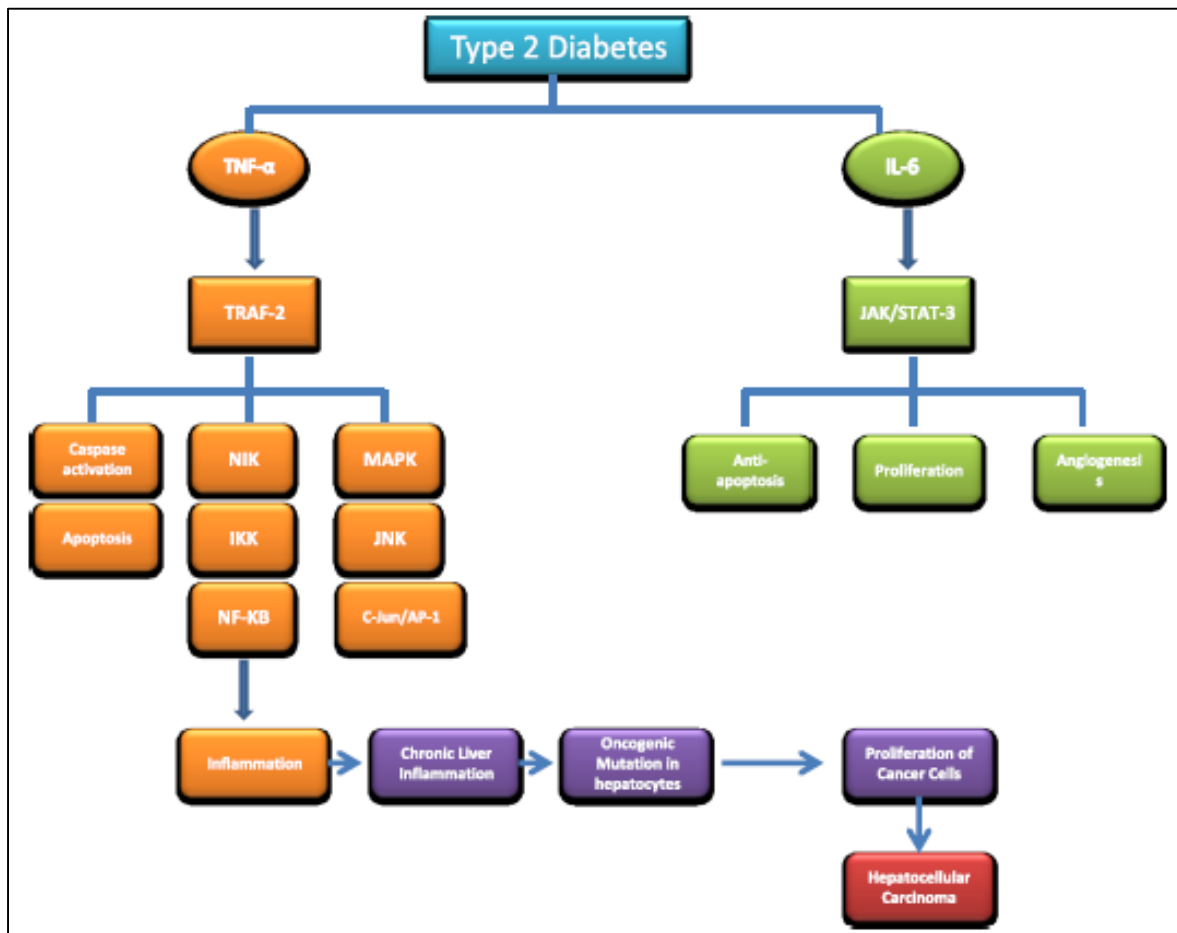 Type 2 Diabetes
TNF-α
IL-6
TRAF-2
JAK/STAT-3
Caspase
activation
NIK
MAPK
Anti-
apoptosis
Proliferation
Angiogenesi
s
Apoptosis
IKK
JNK
NF-KB
C-Jun/AP-1
Inflammation
Chronic Liver
Inflammation
Oncogenic
Mutation in
hepatocytes
Proliferation of
Cancer Cells
Hepatocellular
Carcinoma